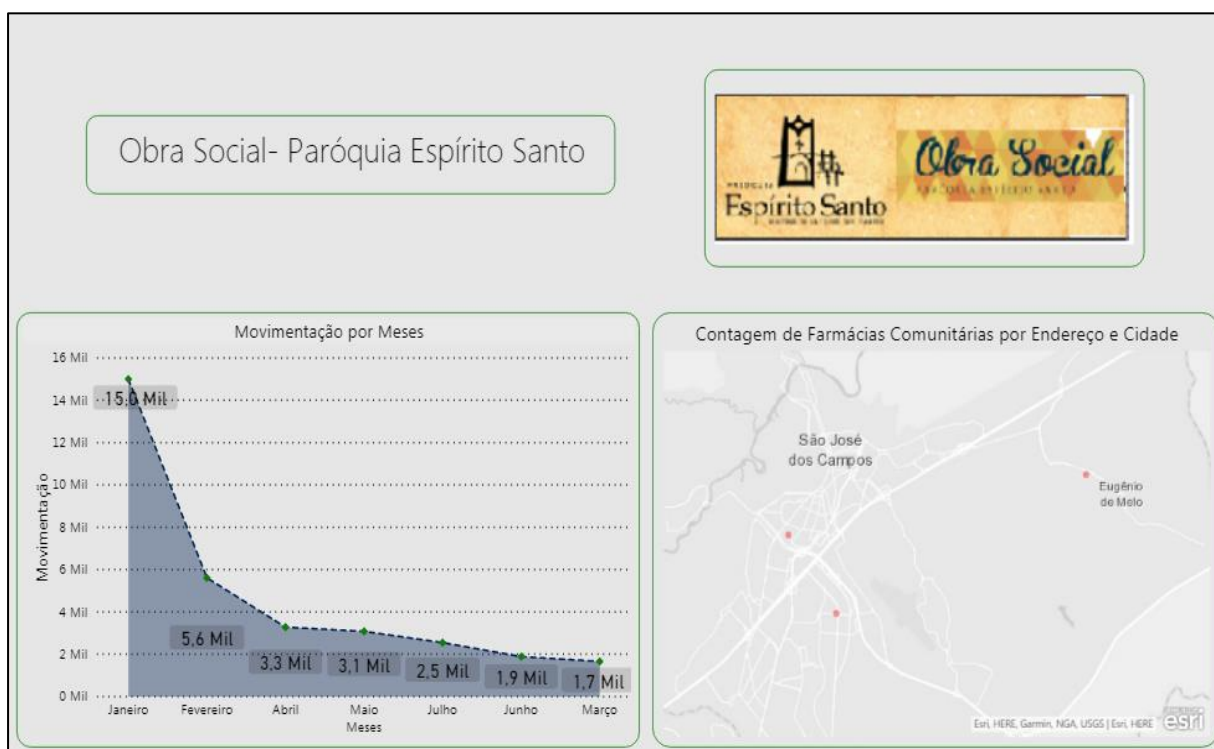 Obra Social- Paróquia Espírito Santo
Espírito Santo
Obra Social
PARÓQUIA ESPÍRITO SANTO
Movimentação por Meses
16 Mil
14 Mil
12 Mil
10 Mil
8 Mil
6 Mil
4 Mil
2 Mil
0 Mil
Movimentação
15,0 Mil
5,6 Mil
3,3 Mil
3,1 Mil
2,5 Mil
1,9 Mil
1,7 Mil
Janeiro
Fevereiro
Abril
Maio
Julho
Junho
Março
Meses
Contagem de Farmácias Comunitárias por Endereço e Cidade
São José
dos Campos
Eugênio
de Melo
Esri, HERE, Garmin, NGA, USGS | Esri, HERE
esri